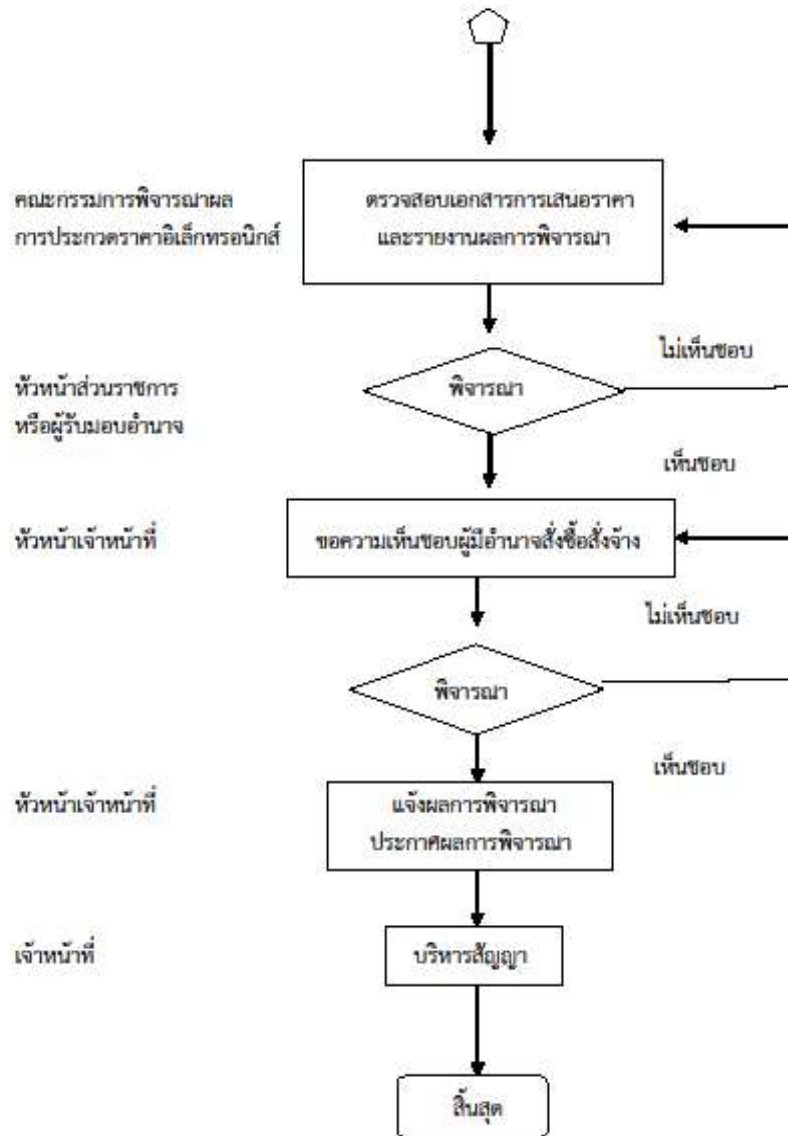 คณะกรรมการพิจารณาผล
การประกวดราคาอิเล็กทรอนิกส์
ตรวจสอบเอกสารการเสนอราคา
และรายงานผลการพิจารณา
ไม่เห็นชอบ
หัวหน้าส่วนราชการ
หรือผู้รับมอบอำนาจ
พิจารณา
เห็นชอบ
หัวหน้าเจ้าหน้าที่
ขอความเห็นชอบผู้มีอำนาจสั่งซื้อสั่งจ้าง
ไม่เห็นชอบ
พิจารณา
เห็นชอบ
หัวหน้าเจ้าหน้าที่
แจ้งผลการพิจารณา
ประกาศผลการพิจารณา
เจ้าหน้าที่
บริหารสัญญา
สิ้นสุด